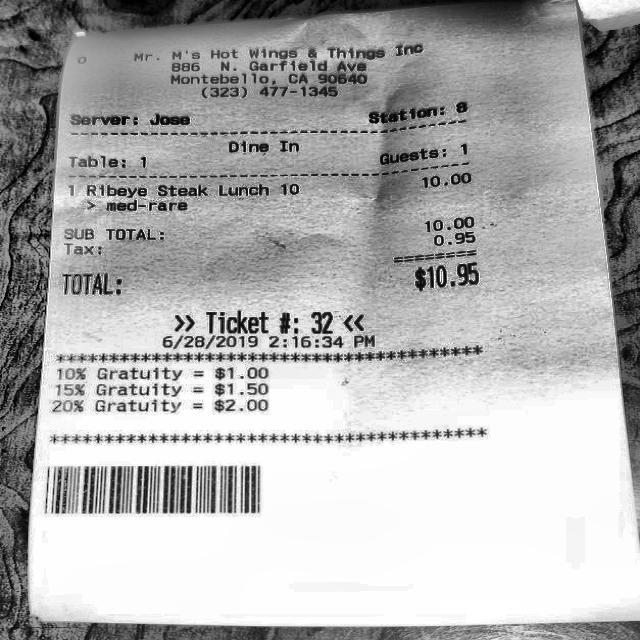 Mr. M's Hot Wings & Things Inc
886 N. Garfield Ave
Montebello, CA 90640
(323) 477-1345
Server: Jose Station: 8
Dine In
Table: 1 Guests: 1
1 Ribeye Steak Lunch 10 10.00
> med-rare
SUB TOTAL: 10.00
Tax: 0.95
========
TOTAL: $10.95
>> Ticket #: 32 <<
6/28/2019 2:16:34 PM
******************************************
10% Gratuity = $1.00
15% Gratuity = $1.50
20% Gratuity = $2.00
******************************************